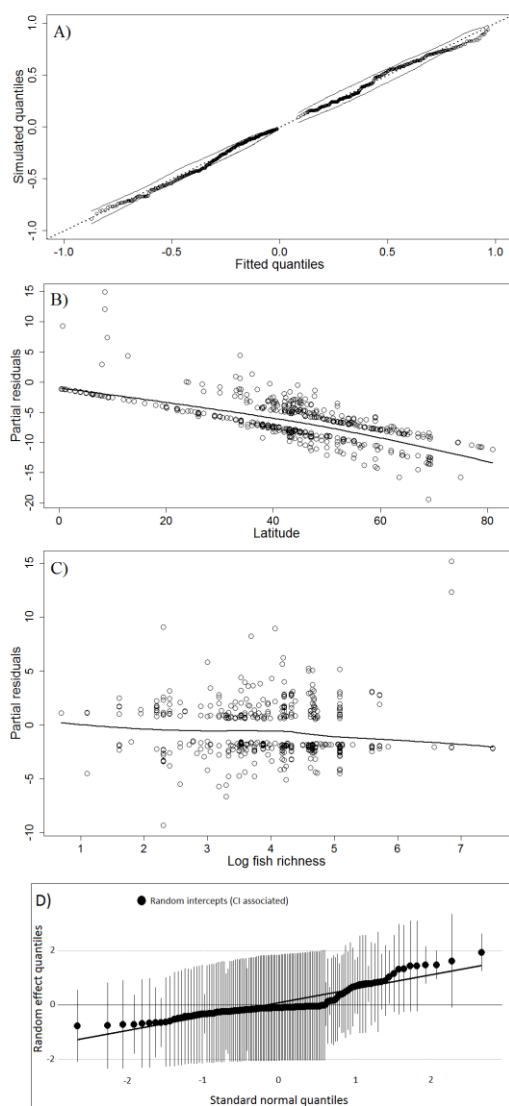 A)
Simulated quantiles
1.0
0.5
0.0
-0.5
-1.0
-1.0 -0.5 0.0 0.5 1.0
Fitted quantiles
B)
Partial residuals
15
10
5
0
-5
-10
-15
-20
0 20 40 60 80
Latitude
C)
Partial residuals
15
10
5
0
-5
-10
1 2 3 4 5 6 7
Log fish richness
D)
Random intercepts (CI associated)
Random effect quantiles
2
0
-2
-2 -1 0 1 2
Standard normal quantiles